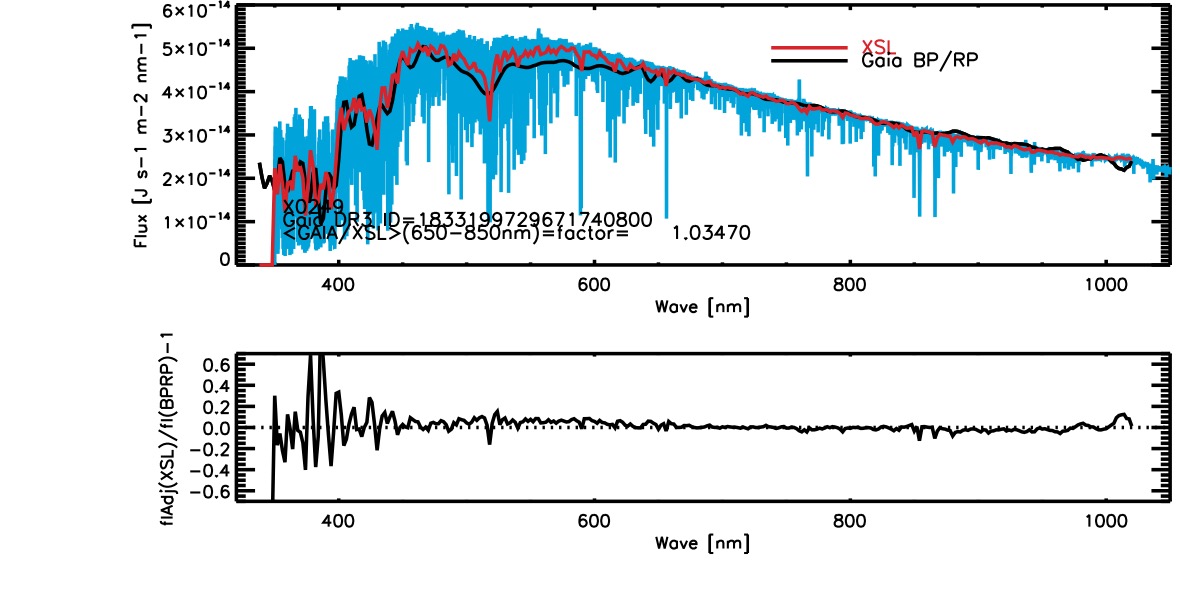 6×10−14
5×10−14
4×10−14
3×10−14
2×10−14
1×10−14
0
Flux [J s−1 m−2 nm−1]
XSL
Gaia BP/RP
X0249
Gaia DR3 ID=1833199729671740800
<GAIA/XSL>(650−850nm)=factor= 1.03470
400 600 800 1000
Wave [nm]
flAdj(XSL)/fl(BPRP)−1
0.6
0.4
0.2
0.0
−0.2
−0.4
−0.6
400 600 800 1000
Wave [nm]